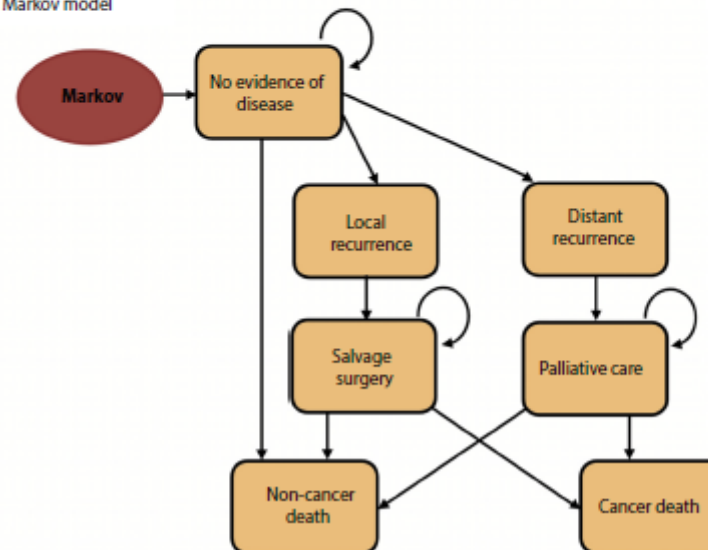 Markov model
Markov
No evidence of
disease
Local
recurrence
Distant
recurrence
Salvage
surgery
Palliative care
Non-cancer
death
Cancer death